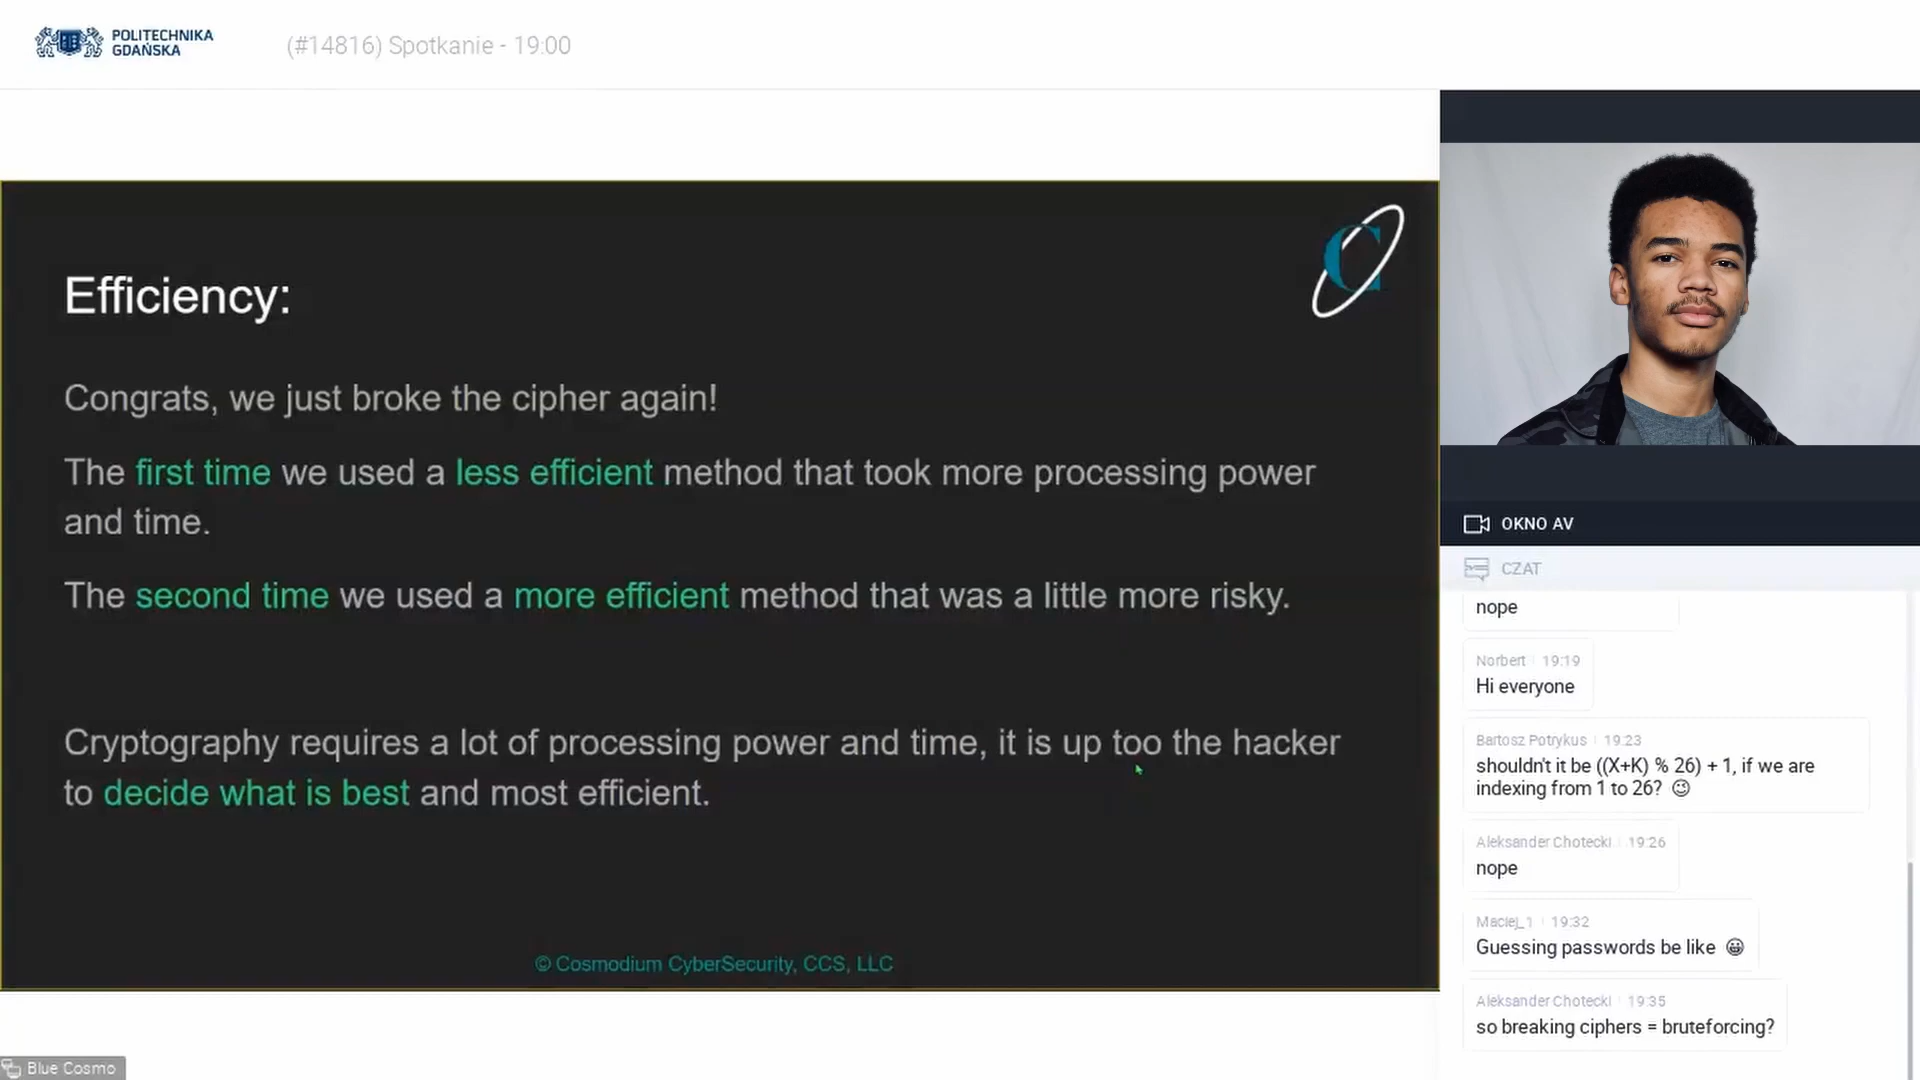 POLITECHNIKA
GDAŃSKA
(#14816) Spotkanie - 19:00
Efficiency:
Congrats, we just broke the cipher again!
The first time we used a less efficient method that took more processing power
and time.
The second time we used a more efficient method that was a little more risky.
Cryptography requires a lot of processing power and time, it is up too the hacker
to decide what is best and most efficient.
© Cosmodium CyberSecurity, CCS, LLC
Blue Cosmo
OKNO AV
CZAT
nope
Norbert 19:19
Hi everyone
Bartosz Potrykus 19:23
shouldn't it be ((X+K) % 26) + 1, if we are
indexing from 1 to 26? 😉
Aleksander Chotecki 19:26
nope
Maciej_1 19:32
Guessing passwords be like 😀
Aleksander Chotecki 19:35
so breaking ciphers = bruteforcing?